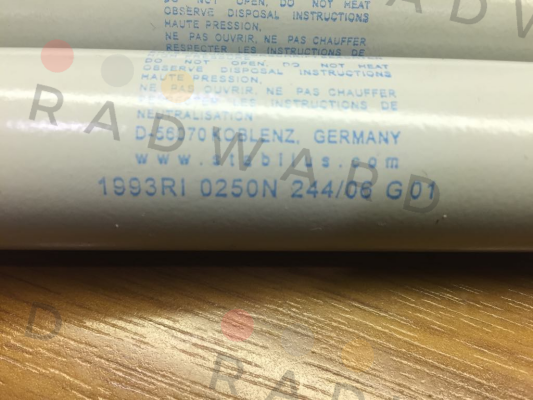 DO NOT OPEN, DO NOT HEAT
OBSERVE DISPOSAL INSTRUCTIONS
HAUTE PRESSION.
NE PAS OUVRIR, NE PAS CHAUFFER
RESPECTER LES INSTRUCTIONS DE
DO NOT OPEN, DO NOT HEAT
OBSERVE DISPOSAL INSTRUCTIONS
HAUTE PRESSION.
NE PAS OUVRIR, NE PAS CHAUFFER
RESPECTER LES INSTRUCTIONS DE
NEUTRALISATION
D-56070 KOBLENZ, GERMANY
www.stabilus.com
1993RI 0250N 244/06 G 01
RADWARD